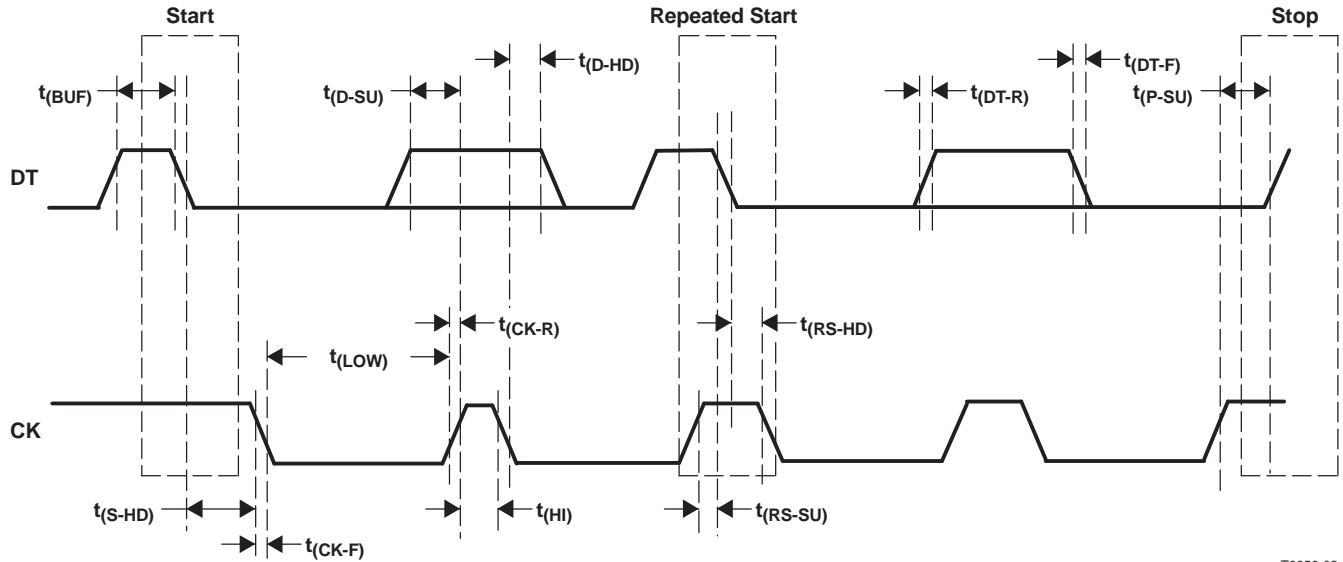 Start
Repeated Start
Stop
t(BUF)
t(D-SU)
t(D-HD)
t(DT-R)
t(DT-F)
t(P-SU)
DT
t(CK-R)
t(RS-HD)
t(LOW)
CK
t(S-HD)
t(HI)
t(RS-SU)
t(CK-F)